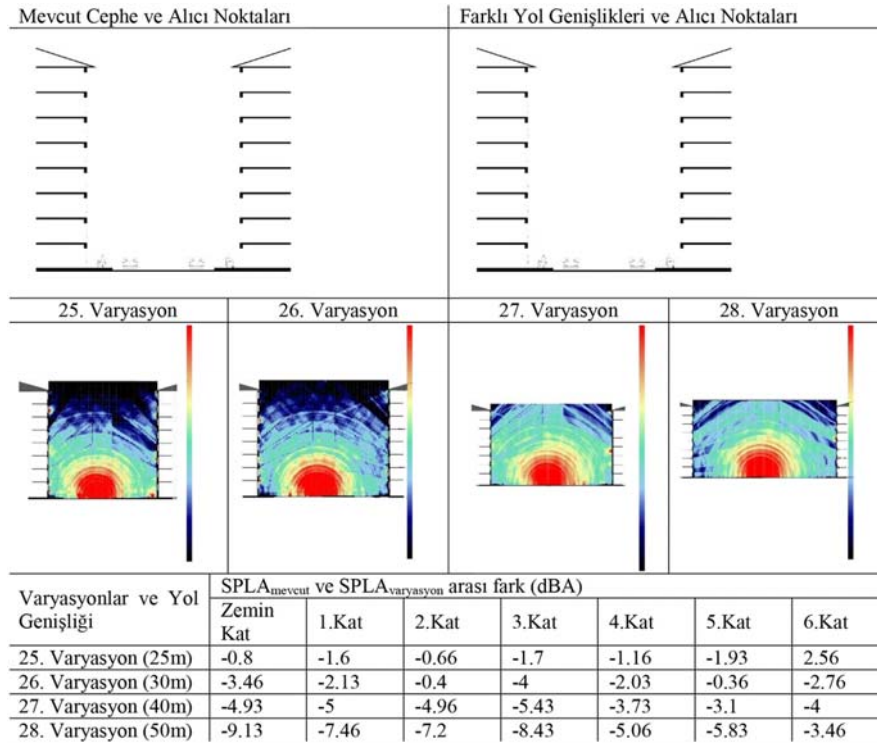 Mevcut Cephe ve Alıcı Noktaları
Farklı Yol Genişlikleri ve Alıcı Noktaları
25. Varyasyon
26. Varyasyon
27. Varyasyon
28. Varyasyon
Varyasyonlar ve Yol Genişliği
SPLAmevcut ve SPLAvaryasyon arası fark (dBA)
Zemin Kat 1.Kat 2.Kat 3.Kat 4.Kat 5.Kat 6.Kat
25. Varyasyon (25m) -0.8 -1.6 -0.66 -1.7 -1.16 -1.93 2.56
26. Varyasyon (30m) -3.46 -2.13 -0.4 -4 -2.03 -0.36 -2.76
27. Varyasyon (40m) -4.93 -5 -4.96 -5.43 -3.73 -3.1 -4
28. Varyasyon (50m) -9.13 -7.46 -7.2 -8.43 -5.06 -5.83 -3.46